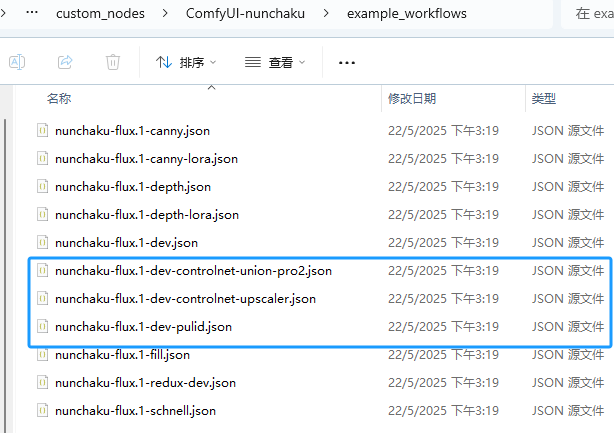 … custom_nodes > ComfyUI-nunchaku > example_workflows 在 exa
排序 查看 …
名称 修改日期 类型
nunchaku-flux.1-canny.json 22/5/2025 下午3:19 JSON 源文件
nunchaku-flux.1-canny-lora.json 22/5/2025 下午3:19 JSON 源文件
nunchaku-flux.1-depth.json 22/5/2025 下午3:19 JSON 源文件
nunchaku-flux.1-depth-lora.json 22/5/2025 下午3:19 JSON 源文件
nunchaku-flux.1-dev.json 22/5/2025 下午3:19 JSON 源文件
nunchaku-flux.1-dev-controlnet-union-pro2.json 22/5/2025 下午3:19 JSON 源文件
nunchaku-flux.1-dev-controlnet-upscaler.json 22/5/2025 下午3:19 JSON 源文件
nunchaku-flux.1-dev-pulid.json 22/5/2025 下午3:19 JSON 源文件
nunchaku-flux.1-fill.json 22/5/2025 下午3:19 JSON 源文件
nunchaku-flux.1-redux-dev.json 22/5/2025 下午3:19 JSON 源文件
nunchaku-flux.1-schnell.json 22/5/2025 下午3:19 JSON 源文件